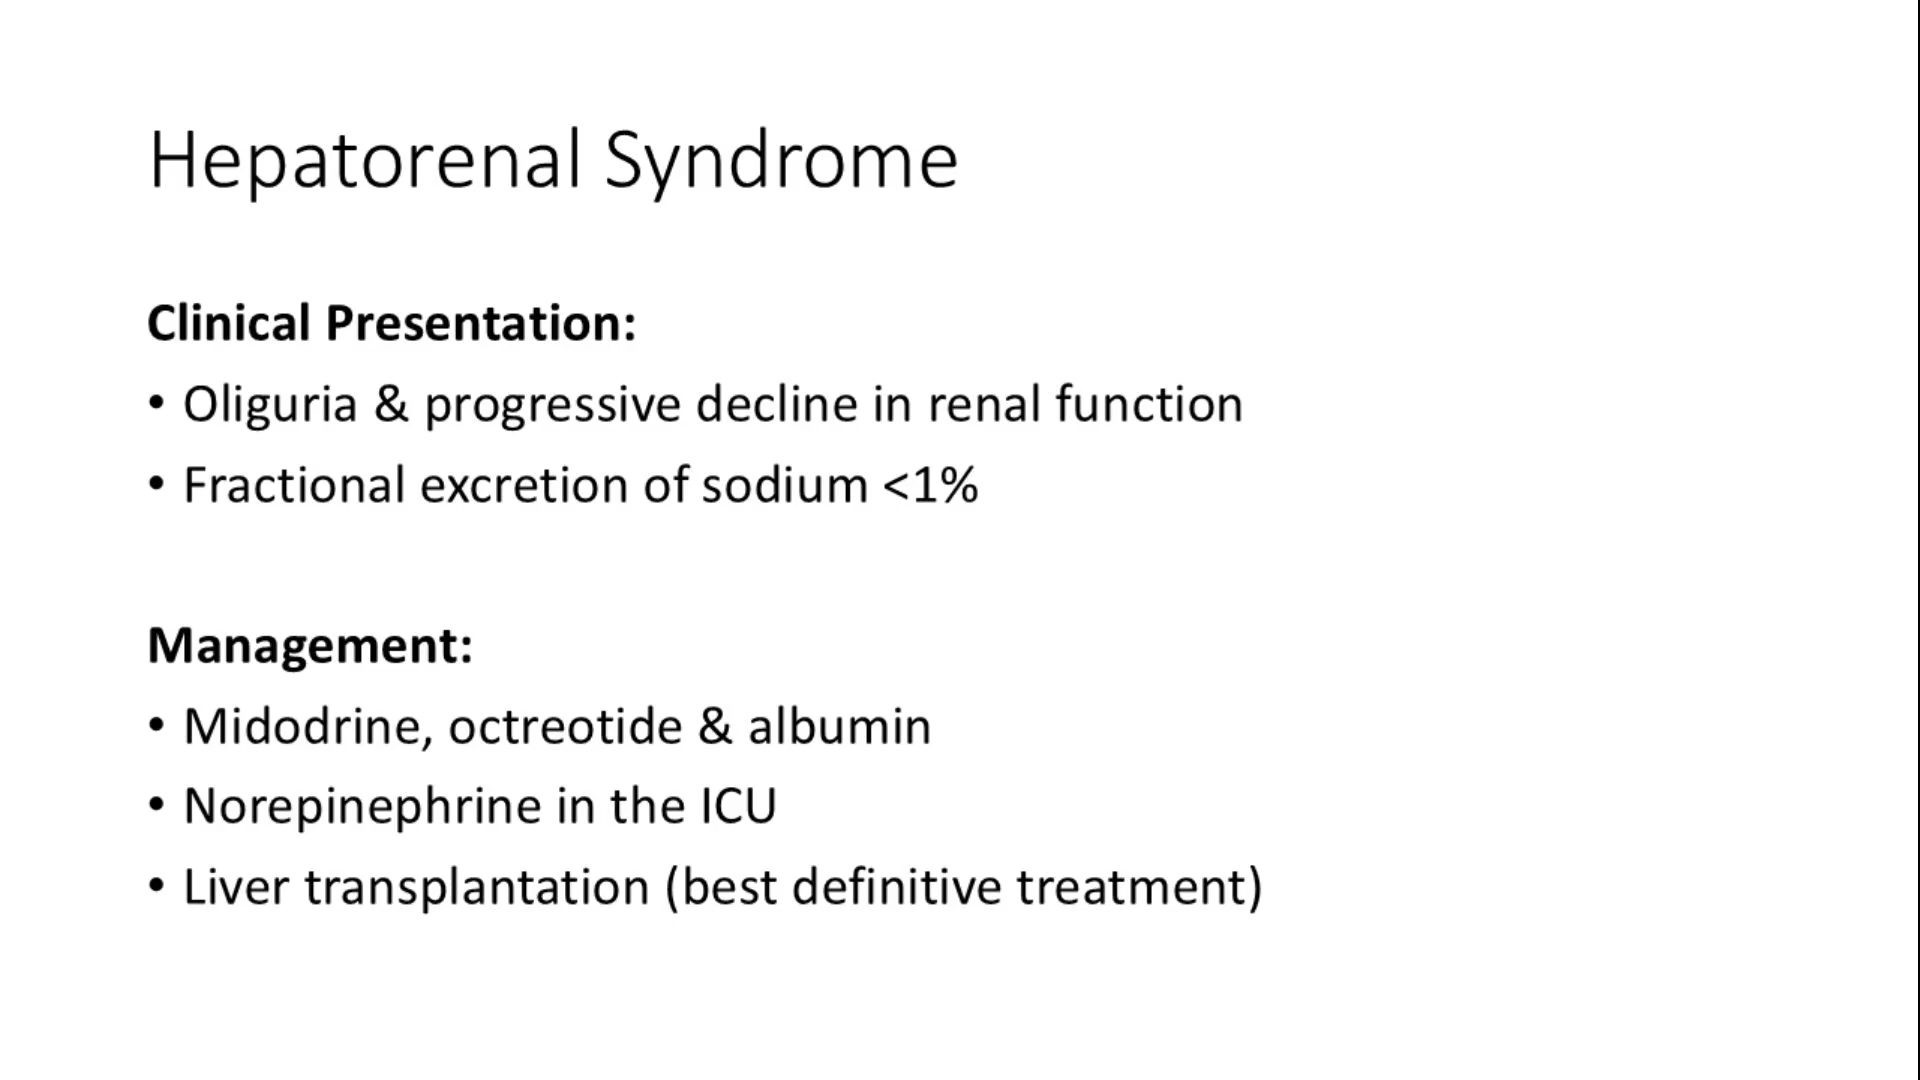 Hepatorenal Syndrome
Clinical Presentation:
• Oliguria & progressive decline in renal function
• Fractional excretion of sodium <1%
Management:
• Midodrine, octreotide & albumin
• Norepinephrine in the ICU
• Liver transplantation (best definitive treatment)